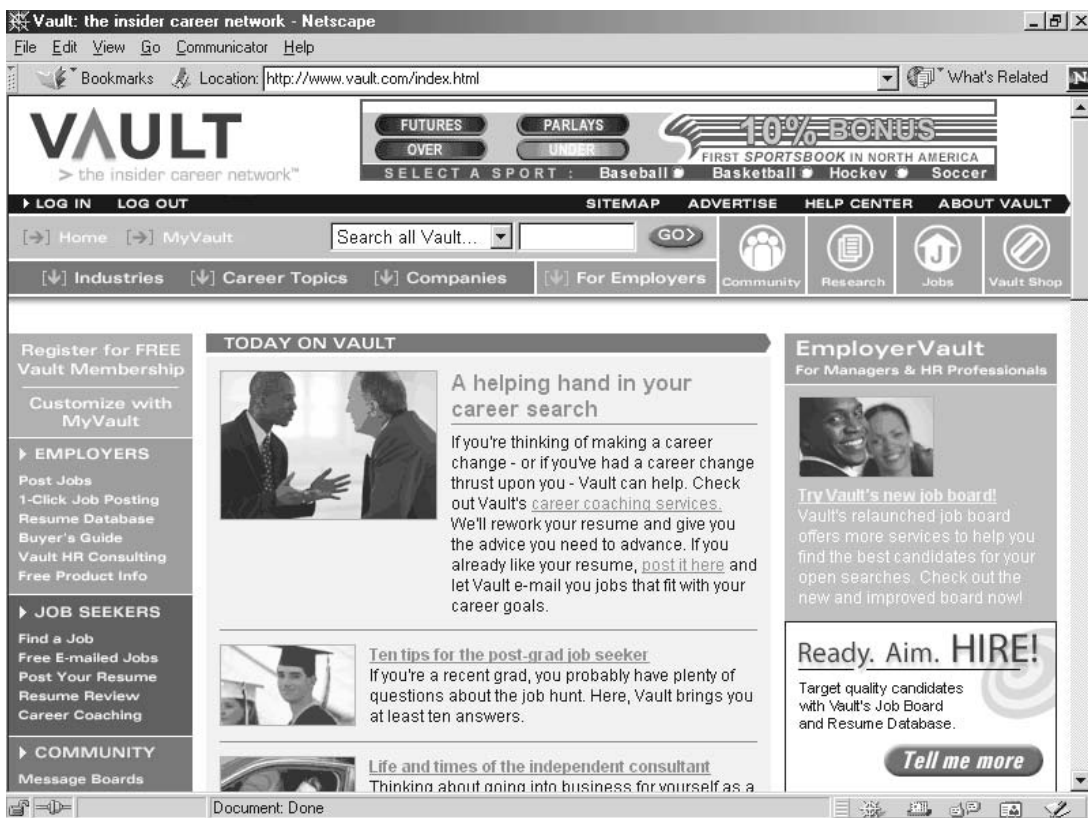 Vault: the insider career network - Netscape
File Edit View Go Communicator Help
Bookmarks Location: http://www.vault.com/index.html What's Related N
VAULT
> the insider career network™
FUTURES PARLAYS 10% BONUS
OVER UNDER FIRST SPORTSBOOK IN NORTH AMERICA
SELECT A SPORT : Baseball Basketball Hockey Soccer
LOG IN LOG OUT SITEMAP ADVERTISE HELP CENTER ABOUT VAULT
[→] Home [→] MyVault Search all Vault... GO>
[↓] Industries [↓] Career Topics [↓] Companies [↓] For Employers Community Research J Jobs Vault Shop
Register for FREE
Vault Membership
Customize with
MyVault
EMPLOYERS
Post Jobs
1-Click Job Posting
Resume Database
Buyer's Guide
Vault HR Consulting
Free Product Info
JOB SEEKERS
Find a Job
Free E-mailed Jobs
Post Your Resume
Resume Review
Career Coaching
COMMUNITY
Message Boards
TODAY ON VAULT
A helping hand in your
career search
If you're thinking of making a career
change - or if you've had a career change
thrust upon you - Vault can help. Check
out Vault's career coaching services.
We'll rework your resume and give you
the advice you need to advance. If you
already like your resume, post it here and
let Vault e-mail you jobs that fit with your
career goals.
Ten tips for the post-grad job seeker
If you're a recent grad, you probably have plenty of
questions about the job hunt. Here, Vault brings you
at least ten answers.
Life and times of the independent consultant
Thinking about going into business for yourself as a
EmployerVault
For Managers & HR Professionals
Try Vault's new job board!
Vault's relaunched job board
offers more services to help you
find the best candidates for your
open searches. Check out the
new and improved board now!
Ready. Aim. HIRE!
Target quality candidates
with Vault's Job Board
and Resume Database.
Tell me more
Document: Done